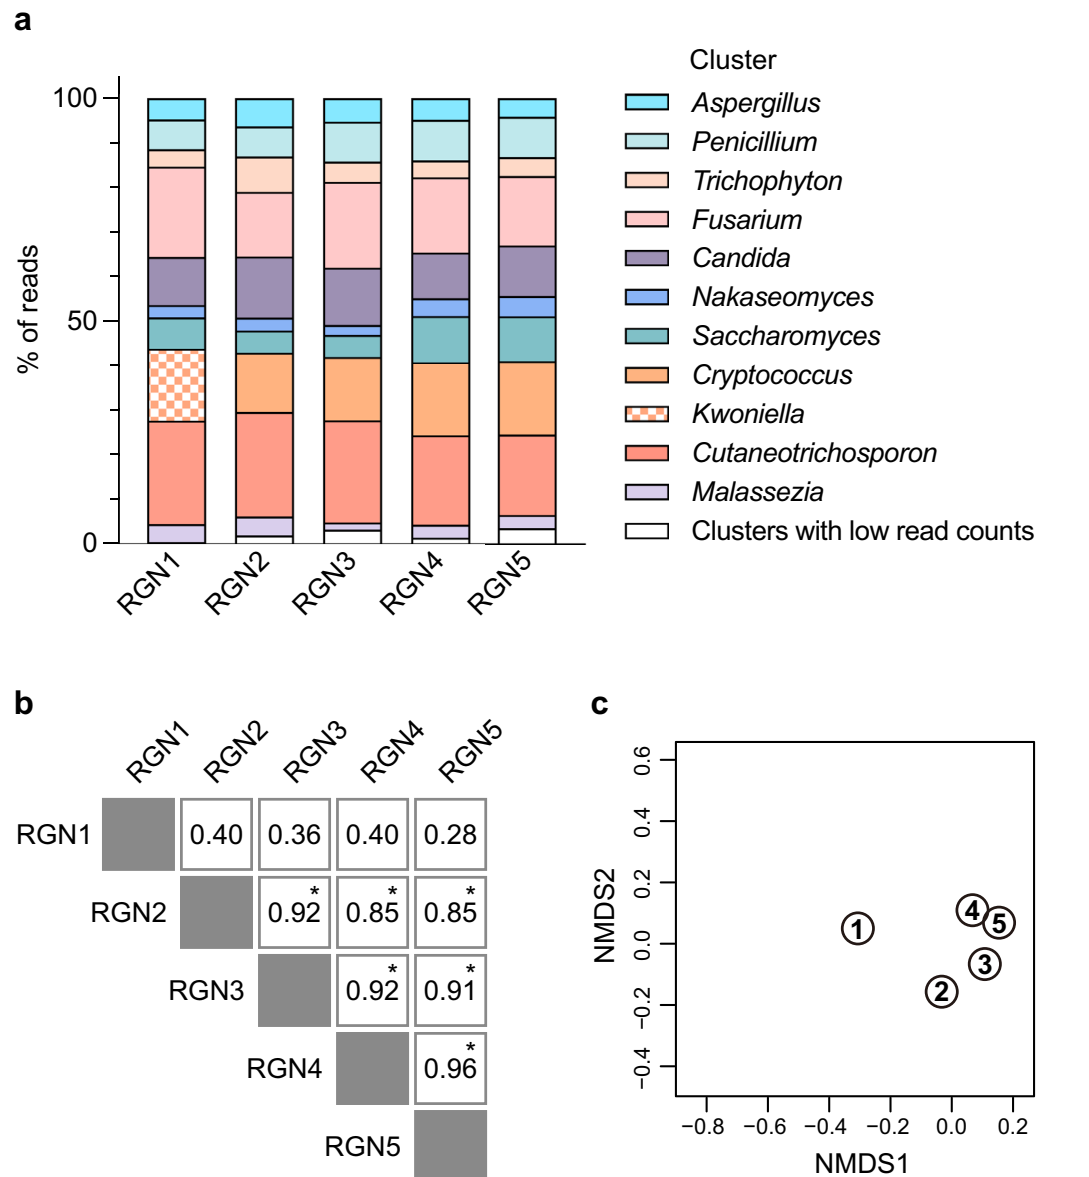 a
Cluster
100
50
0
% of reads
RGN1
RGN2
RGN3
RGN4
RGN5
Aspergillus
Penicillium
Trichophyton
Fusarium
Candida
Nakaseomyces
Saccharomyces
Cryptococcus
Kwoniella
Cutaneotrichosporon
Malassezia
Clusters with low read counts
b
RGN1 RGN2 RGN3 RGN4 RGN5
RGN1 0.40 0.36 0.40 0.28
RGN2 0.92* 0.85* 0.85*
RGN3 0.92* 0.91*
RGN4 0.96*
RGN5
c
NMDS2
0.6
0.4
0.2
0.0
−0.2
−0.4
1
4
5
3
2
−0.8 −0.6 −0.4 −0.2 0.0 0.2
NMDS1